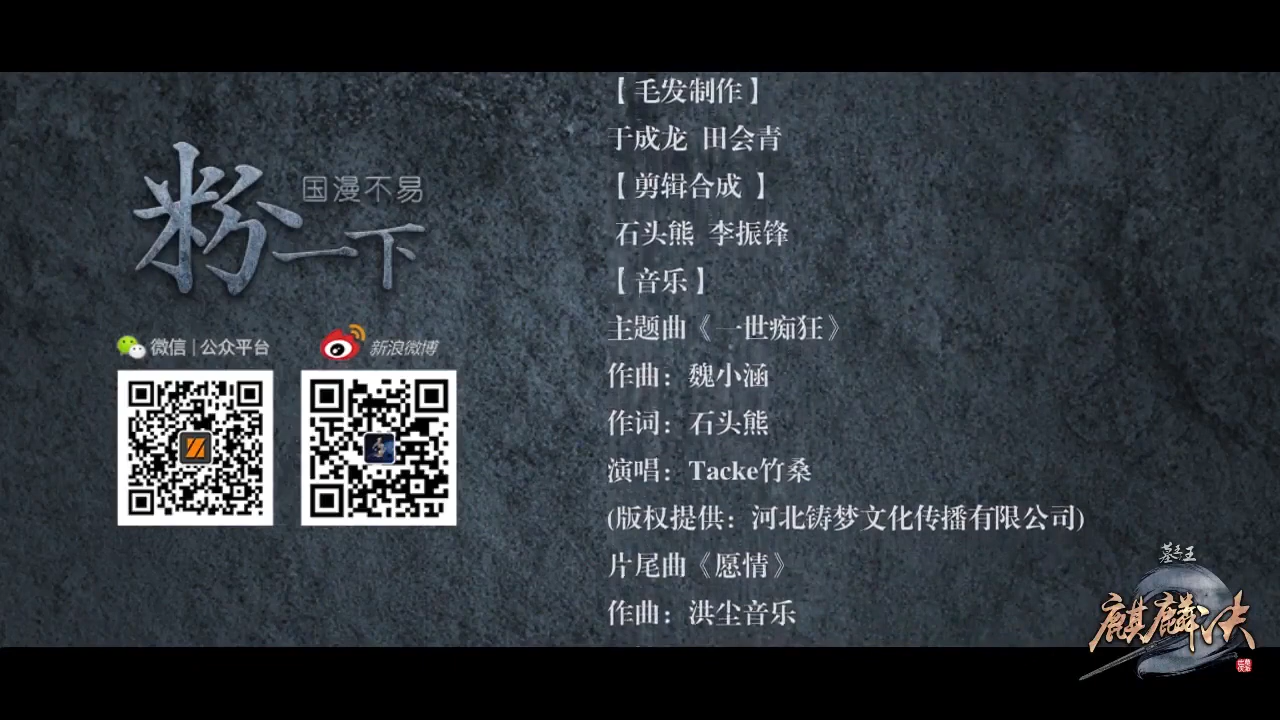 国漫不易
粉一下
微信|公众平台
新浪微博
【毛发制作】
于成龙 田会青
【剪辑合成 】
石头熊 李振锋
【音乐】
主题曲《一世痴狂》
作曲：魏小涵
作词：石头熊
演唱：Tacke竹桑
(版权提供：河北铸梦文化传播有限公司)
片尾曲《愿情》
作曲：洪尘音乐
墓王
麒麟决
2